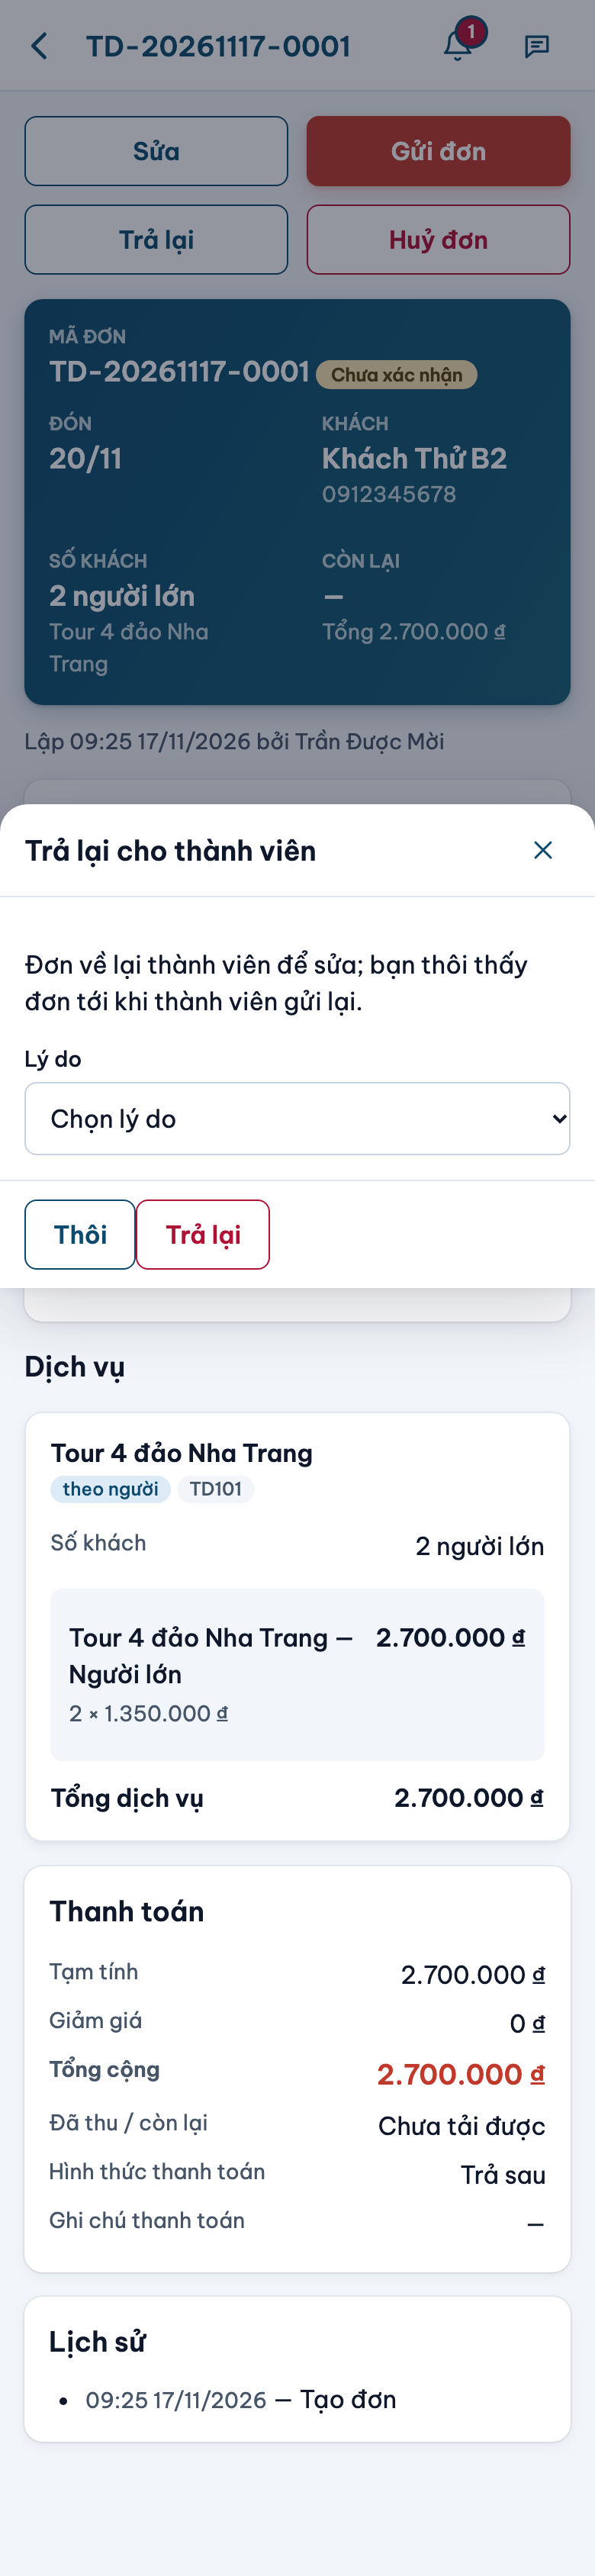 TD-20261117-0001
1
Sửa
Gửi đơn
Trả lại
Huỷ đơn
MÃ ĐƠN
TD-20261117-0001 Chưa xác nhận
ĐÓN
20/11
KHÁCH
Khách Thử B2
0912345678
SỐ KHÁCH
2 người lớn
Tour 4 đảo Nha
Trang
CÒN LẠI
—
Tổng 2.700.000 ₫
Lập 09:25 17/11/2026 bởi Trần Được Mời
Trả lại cho thành viên
Đơn về lại thành viên để sửa; bạn thôi thấy
đơn tới khi thành viên gửi lại.
Lý do
Chọn lý do
Thôi
Trả lại
Dịch vụ
Tour 4 đảo Nha Trang
theo người
TD101
Số khách
2 người lớn
Tour 4 đảo Nha Trang —
Người lớn
2.700.000 ₫
2 × 1.350.000 ₫
Tổng dịch vụ
2.700.000 ₫
Thanh toán
Tạm tính
2.700.000 ₫
Giảm giá
0 ₫
Tổng cộng
2.700.000 ₫
Đã thu / còn lại
Chưa tải được
Hình thức thanh toán
Trả sau
Ghi chú thanh toán
—
Lịch sử
• 09:25 17/11/2026 — Tạo đơn